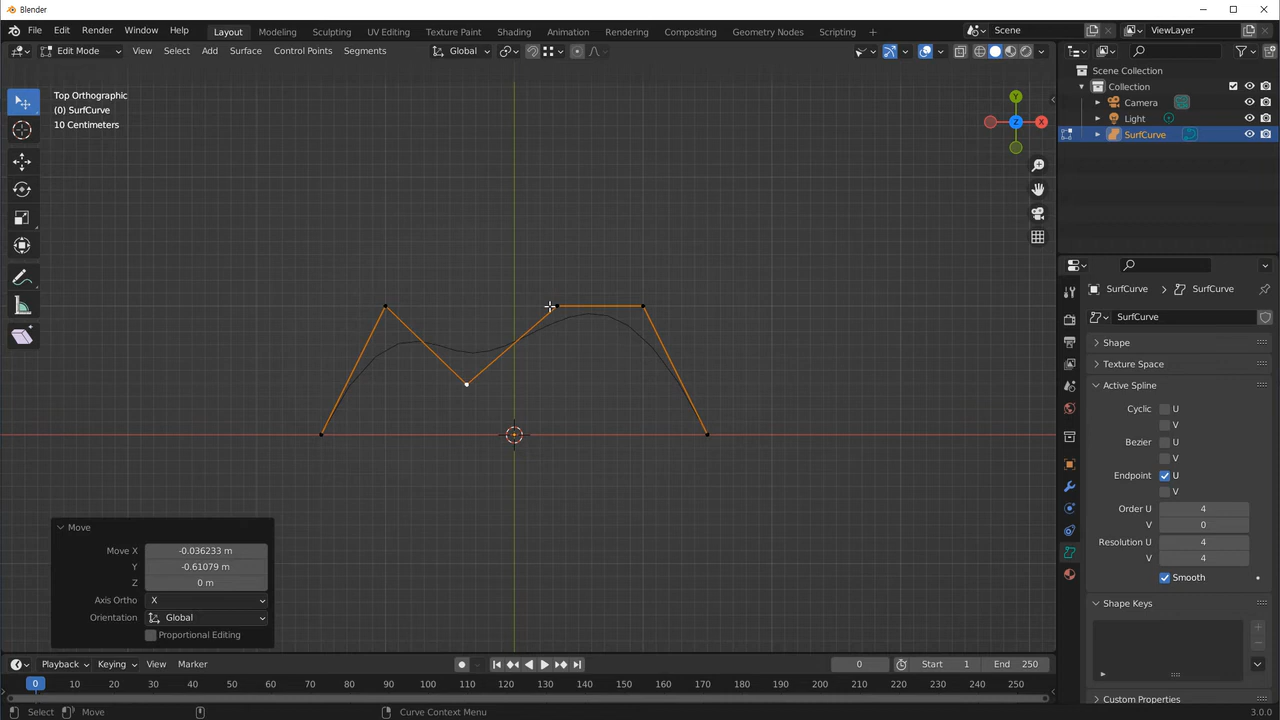 Blender
File Edit Render Window Help Layout Modeling Sculpting UV Editing Texture Paint Shading Animation Rendering Compositing Geometry Nodes Scripting + Scene ViewLayer
Edit Mode View Select Add Surface Control Points Segments Global
Top Orthographic
(0) SurfCurve
10 Centimeters
Y
X
Z
Scene Collection
Collection
Camera
Light
SurfCurve
SurfCurve SurfCurve
SurfCurve
Shape
Texture Space
Active Spline
Cyclic U
V
Bezier U
V
Endpoint U
V
Order U 4
V 0
Resolution U 4
V 4
Smooth
Shape Keys
Custom Properties
Move
Move X -0.036233 m
Y -0.61079 m
Z 0 m
Axis Ortho X
Orientation Global
Proportional Editing
Playback Keying View Marker 0 Start 1 End 250
0 10 20 30 40 50 60 70 80 90 100 110 120 130 140 150 160 170 180 190 200 210 220 230 240 250
Select Move Curve Context Menu 3.0.0